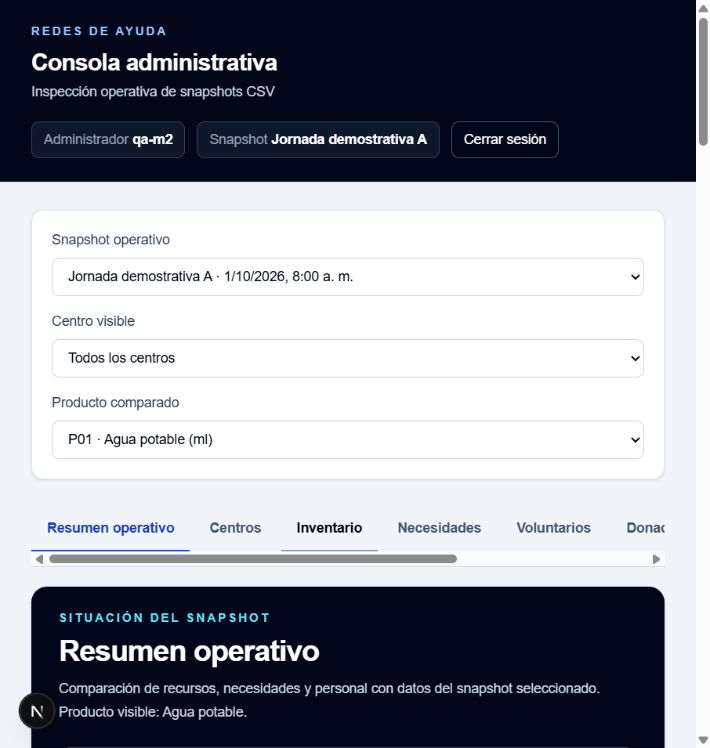 REDES DE AYUDA
Consola administrativa
Inspección operativa de snapshots CSV
Administrador qa-m2 Snapshot Jornada demostrativa A Cerrar sesión
Snapshot operativo
Jornada demostrativa A · 1/10/2026, 8:00 a. m.
Centro visible
Todos los centros
Producto comparado
P01 · Agua potable (ml)
Resumen operativo Centros Inventario Necesidades Voluntarios Donac
SITUACIÓN DEL SNAPSHOT
Resumen operativo
Comparación de recursos, necesidades y personal con datos del snapshot seleccionado.
N Producto visible: Agua potable.